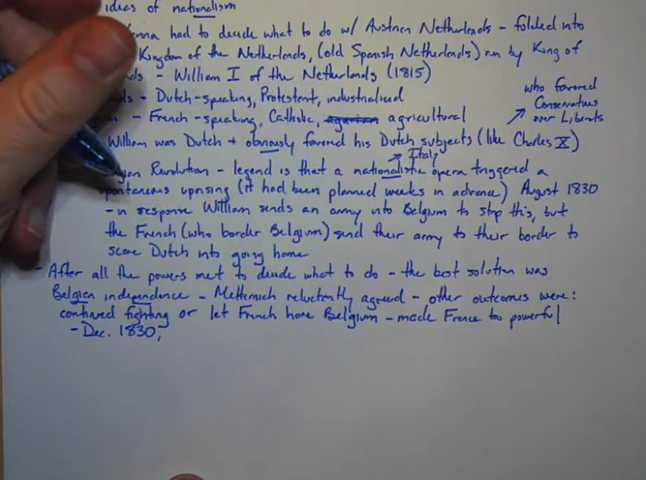 ideas of nationalism
enna had to decide what to do w/ Austrian Netherlands - folded into
Kingdom of the Netherlands, (old Spanish Netherlands) run by King of
ds - William I of the Netherlands (1815)
ds - Dutch-speaking, Protestant, industrialised
- French-speaking, Catholic, agrarian agricultural
who favored
Conservatives
over Liberals
William was Dutch + obviously favored his Dutch subjects (like Charles X)
Italy
Revolution - legend is that a nationalistic opera triggered a
spontaneous uprising (it had been planned weeks in advance) August 1830
- in response William sends an army into Belgium to stop this, but
the French (who border Belgium) send their army to their border to
scare Dutch into going home
- After all the powers met to decide what to do - the best solution was
Belgian independence - Metternich reluctantly agreed - other outcomes were:
continued fighting or let French have Belgium - made France too powerful
- Dec. 1830,